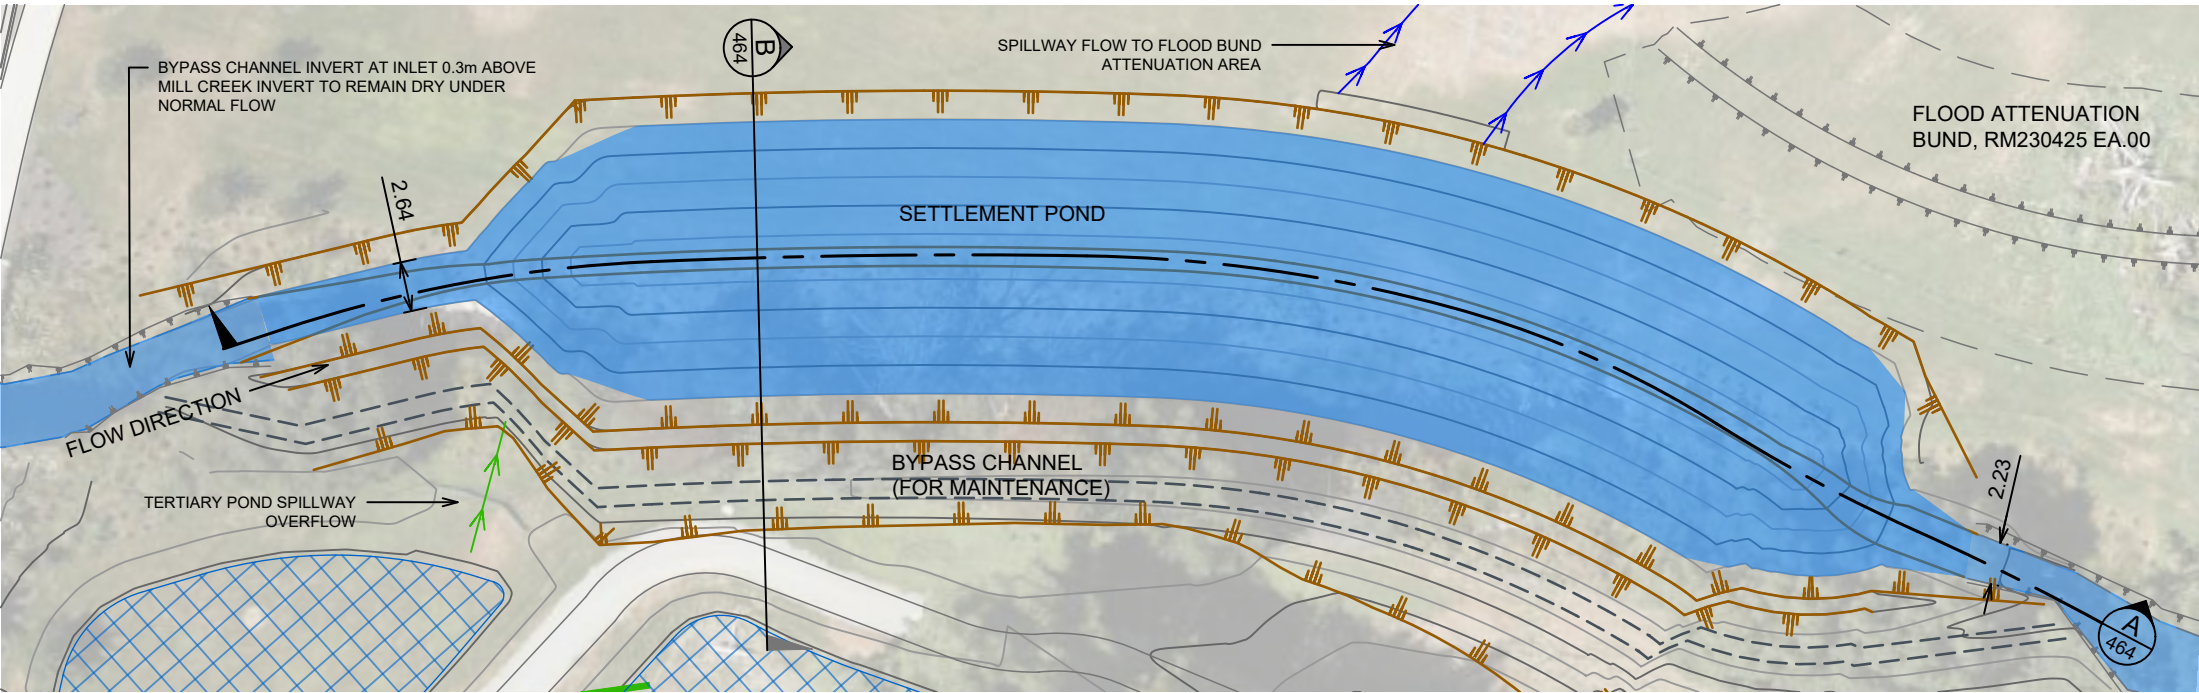 BYPASS CHANNEL INVERT AT INLET 0.3m ABOVE
MILL CREEK INVERT TO REMAIN DRY UNDER
NORMAL FLOW
B
464
SPILLWAY FLOW TO FLOOD BUND
ATTENUATION AREA
FLOOD ATTENUATION
BUND, RM230425 EA.00
2.64
SETTLEMENT POND
FLOW DIRECTION
BYPASS CHANNEL
(FOR MAINTENANCE)
TERTIARY POND SPILLWAY
OVERFLOW
2.23
A
464